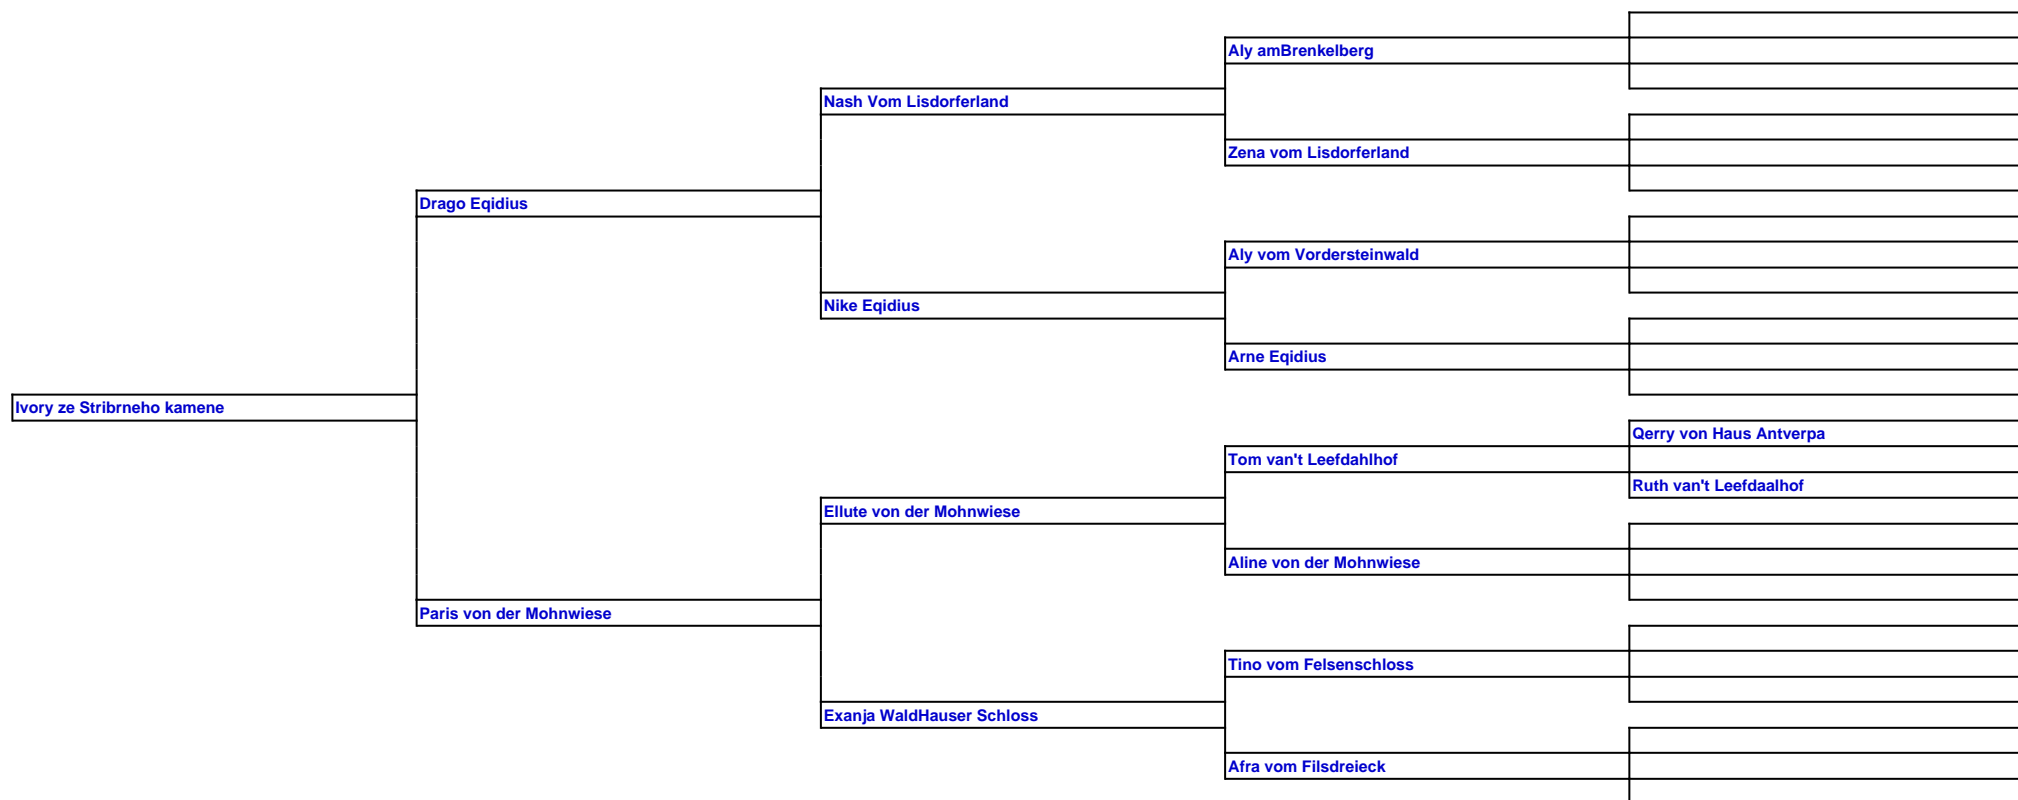 Aly amBrenkelberg
Nash Vom Lisdorferland
Zena vom Lisdorferland
Drago Eqidius
Aly vom Vordersteinwald
Nike Eqidius
Arne Eqidius
Ivory ze Stribrneho kamene
Qerry von Haus Antverpa
Tom van't Leefdahlhof
Ruth van't Leefdaalhof
Ellute von der Mohnwiese
Aline von der Mohnwiese
Paris von der Mohnwiese
Tino vom Felsenschloss
Exanja WaldHauser Schloss
Afra vom Filsdreieck